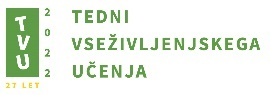 TVU
2022
27 LET
TEDNI
VSEŽIVLJENJSKEGA
UČENJA